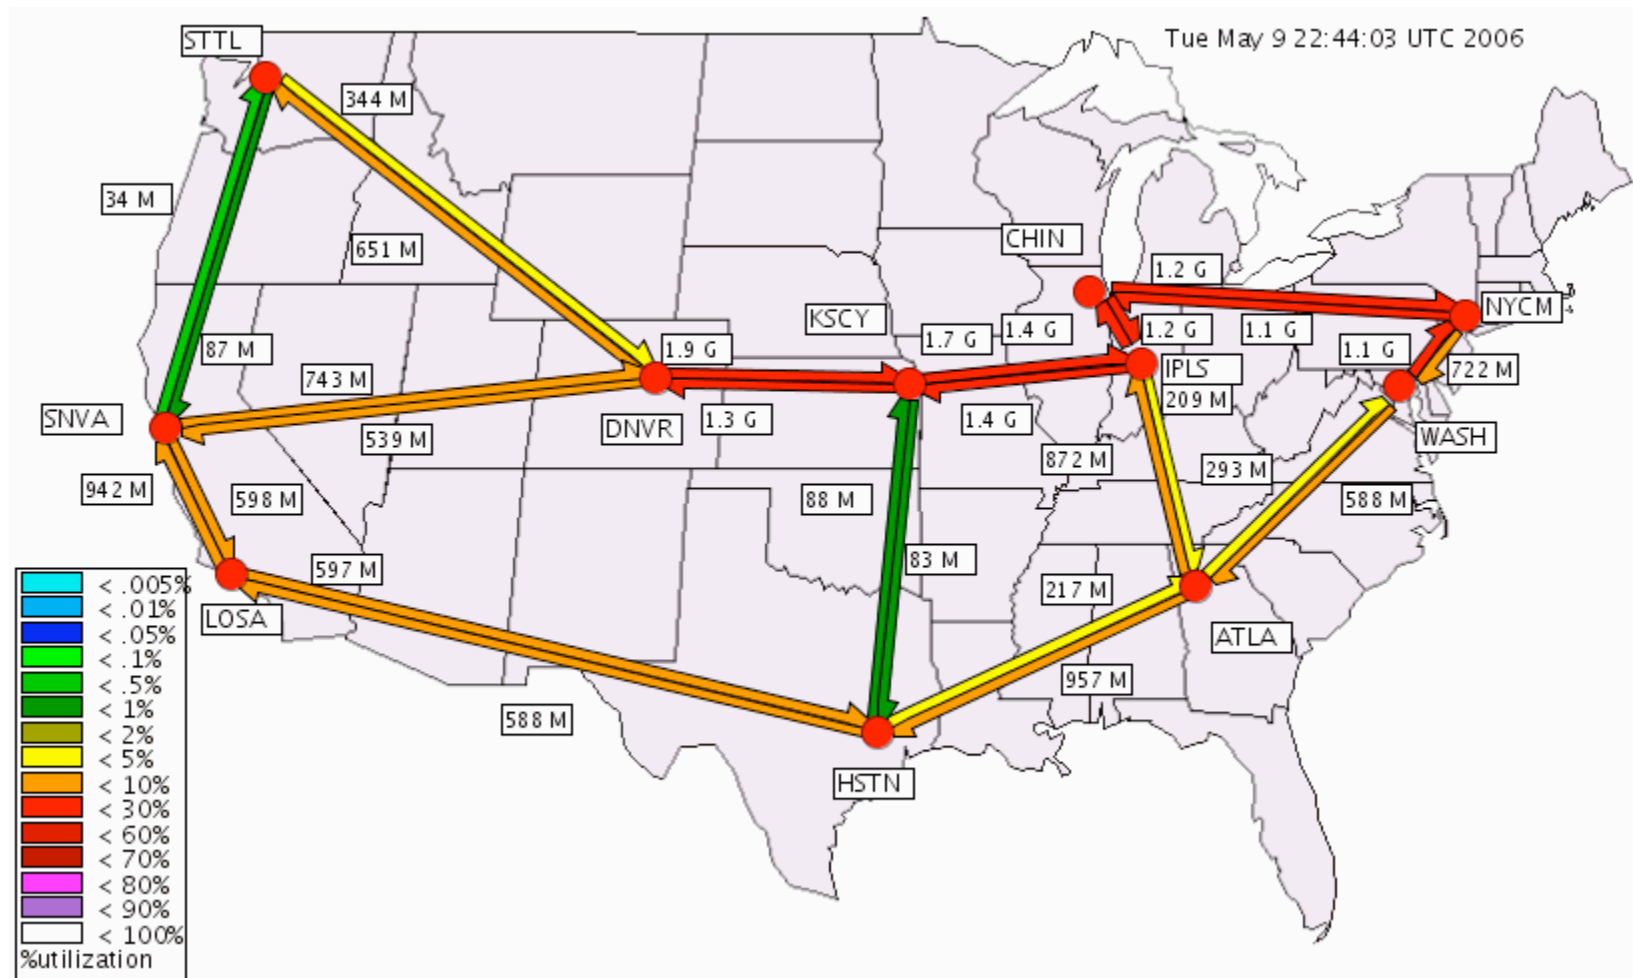 STTL
Tue May 9 22:44:03 UTC 2006
344 M
34 M
651 M
CHIN
1.2 G
NYCM
KSCY
1.7 G
1.4 G
1.2 G
1.1 G
87 M
1.9 G
1.1 G
722 M
743 M
IPLS
209 M
SNVA
539 M
DNVR
1.3 G
1.4 G
WASH
872 M
293 M
942 M
598 M
88 M
588 M
597 M
83 M
217 M
LOSA
ATLA
957 M
588 M
HSTN
< .005%
< .01%
< .05%
< .1%
< .5%
< 1%
< 2%
< 5%
< 10%
< 30%
< 60%
< 70%
< 80%
< 90%
< 100%
%utilization